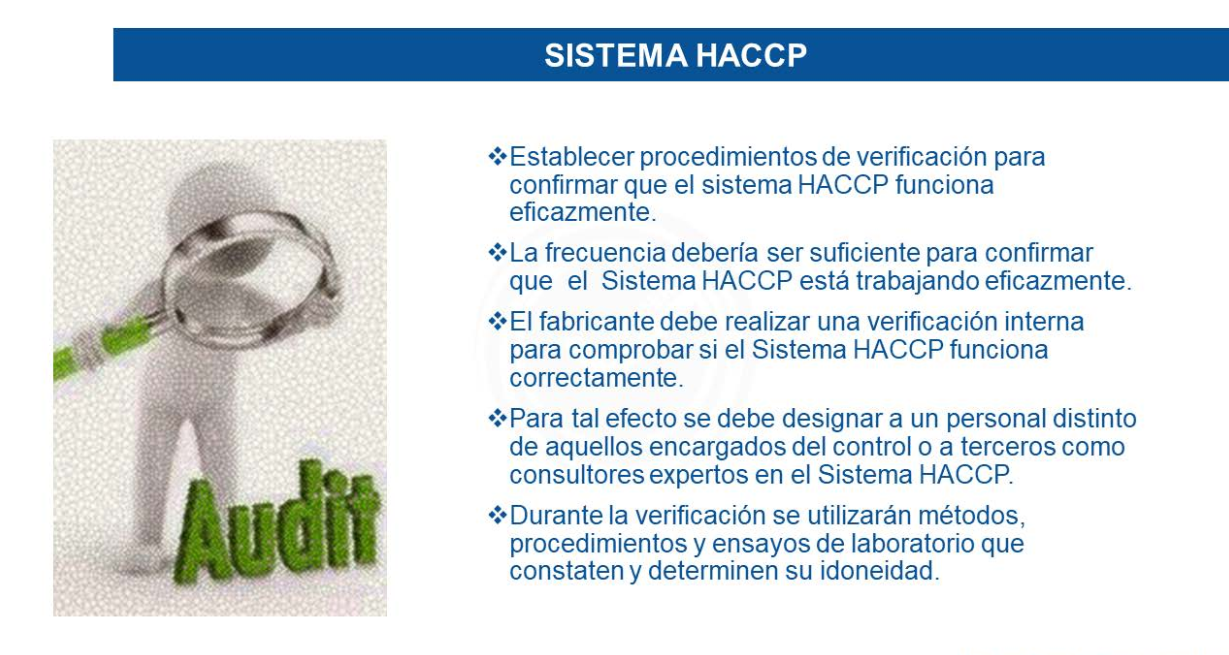 SISTEMA HACCP
❖Establecer procedimientos de verificación para
confirmar que el sistema HACCP funciona
eficazmente.
❖La frecuencia debería ser suficiente para confirmar
que el Sistema HACCP está trabajando eficazmente.
❖El fabricante debe realizar una verificación interna
para comprobar si el Sistema HACCP funciona
correctamente.
❖Para tal efecto se debe designar a un personal distinto
de aquellos encargados del control o a terceros como
consultores expertos en el Sistema HACCP.
❖Durante la verificación se utilizarán métodos,
procedimientos y ensayos de laboratorio que
constaten y determinen su idoneidad.
Audit